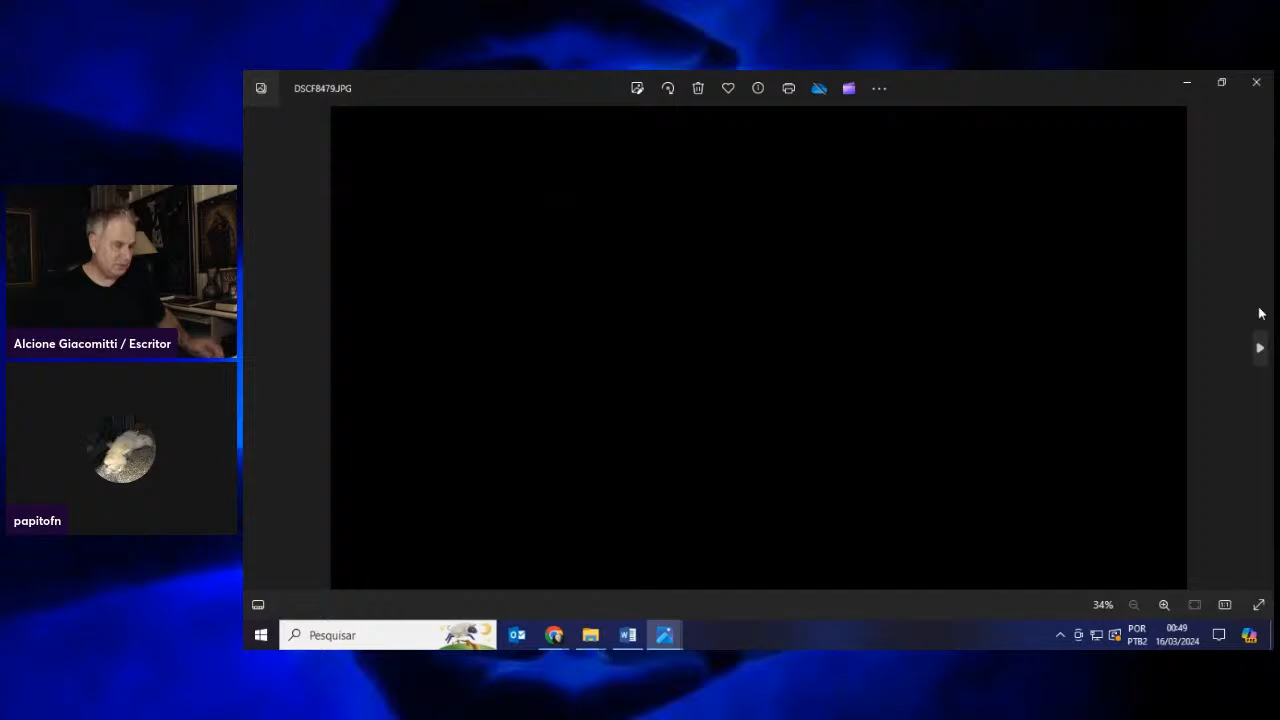 DSCF8479.JPG
Alcione Giacomitti / Escritor
papitofn
34%
Pesquisar
POR
PTB2
00:49
16/03/2024